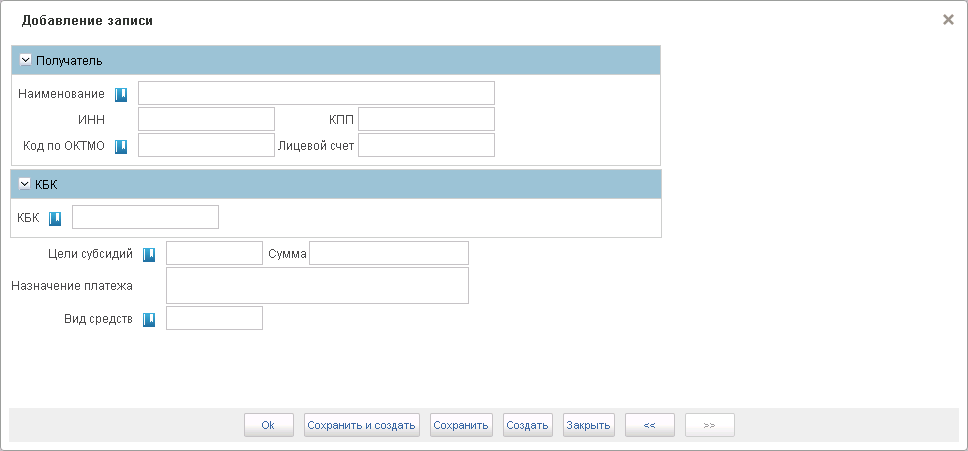 Добавление записи
Получатель
Наименование
ИНН КПП
Код по ОКТМО Лицевой счет
КБК
КБК
Цели субсидий Сумма
Назначение платежа
Вид средств
Ok Сохранить и создать Сохранить Создать Закрыть << >>